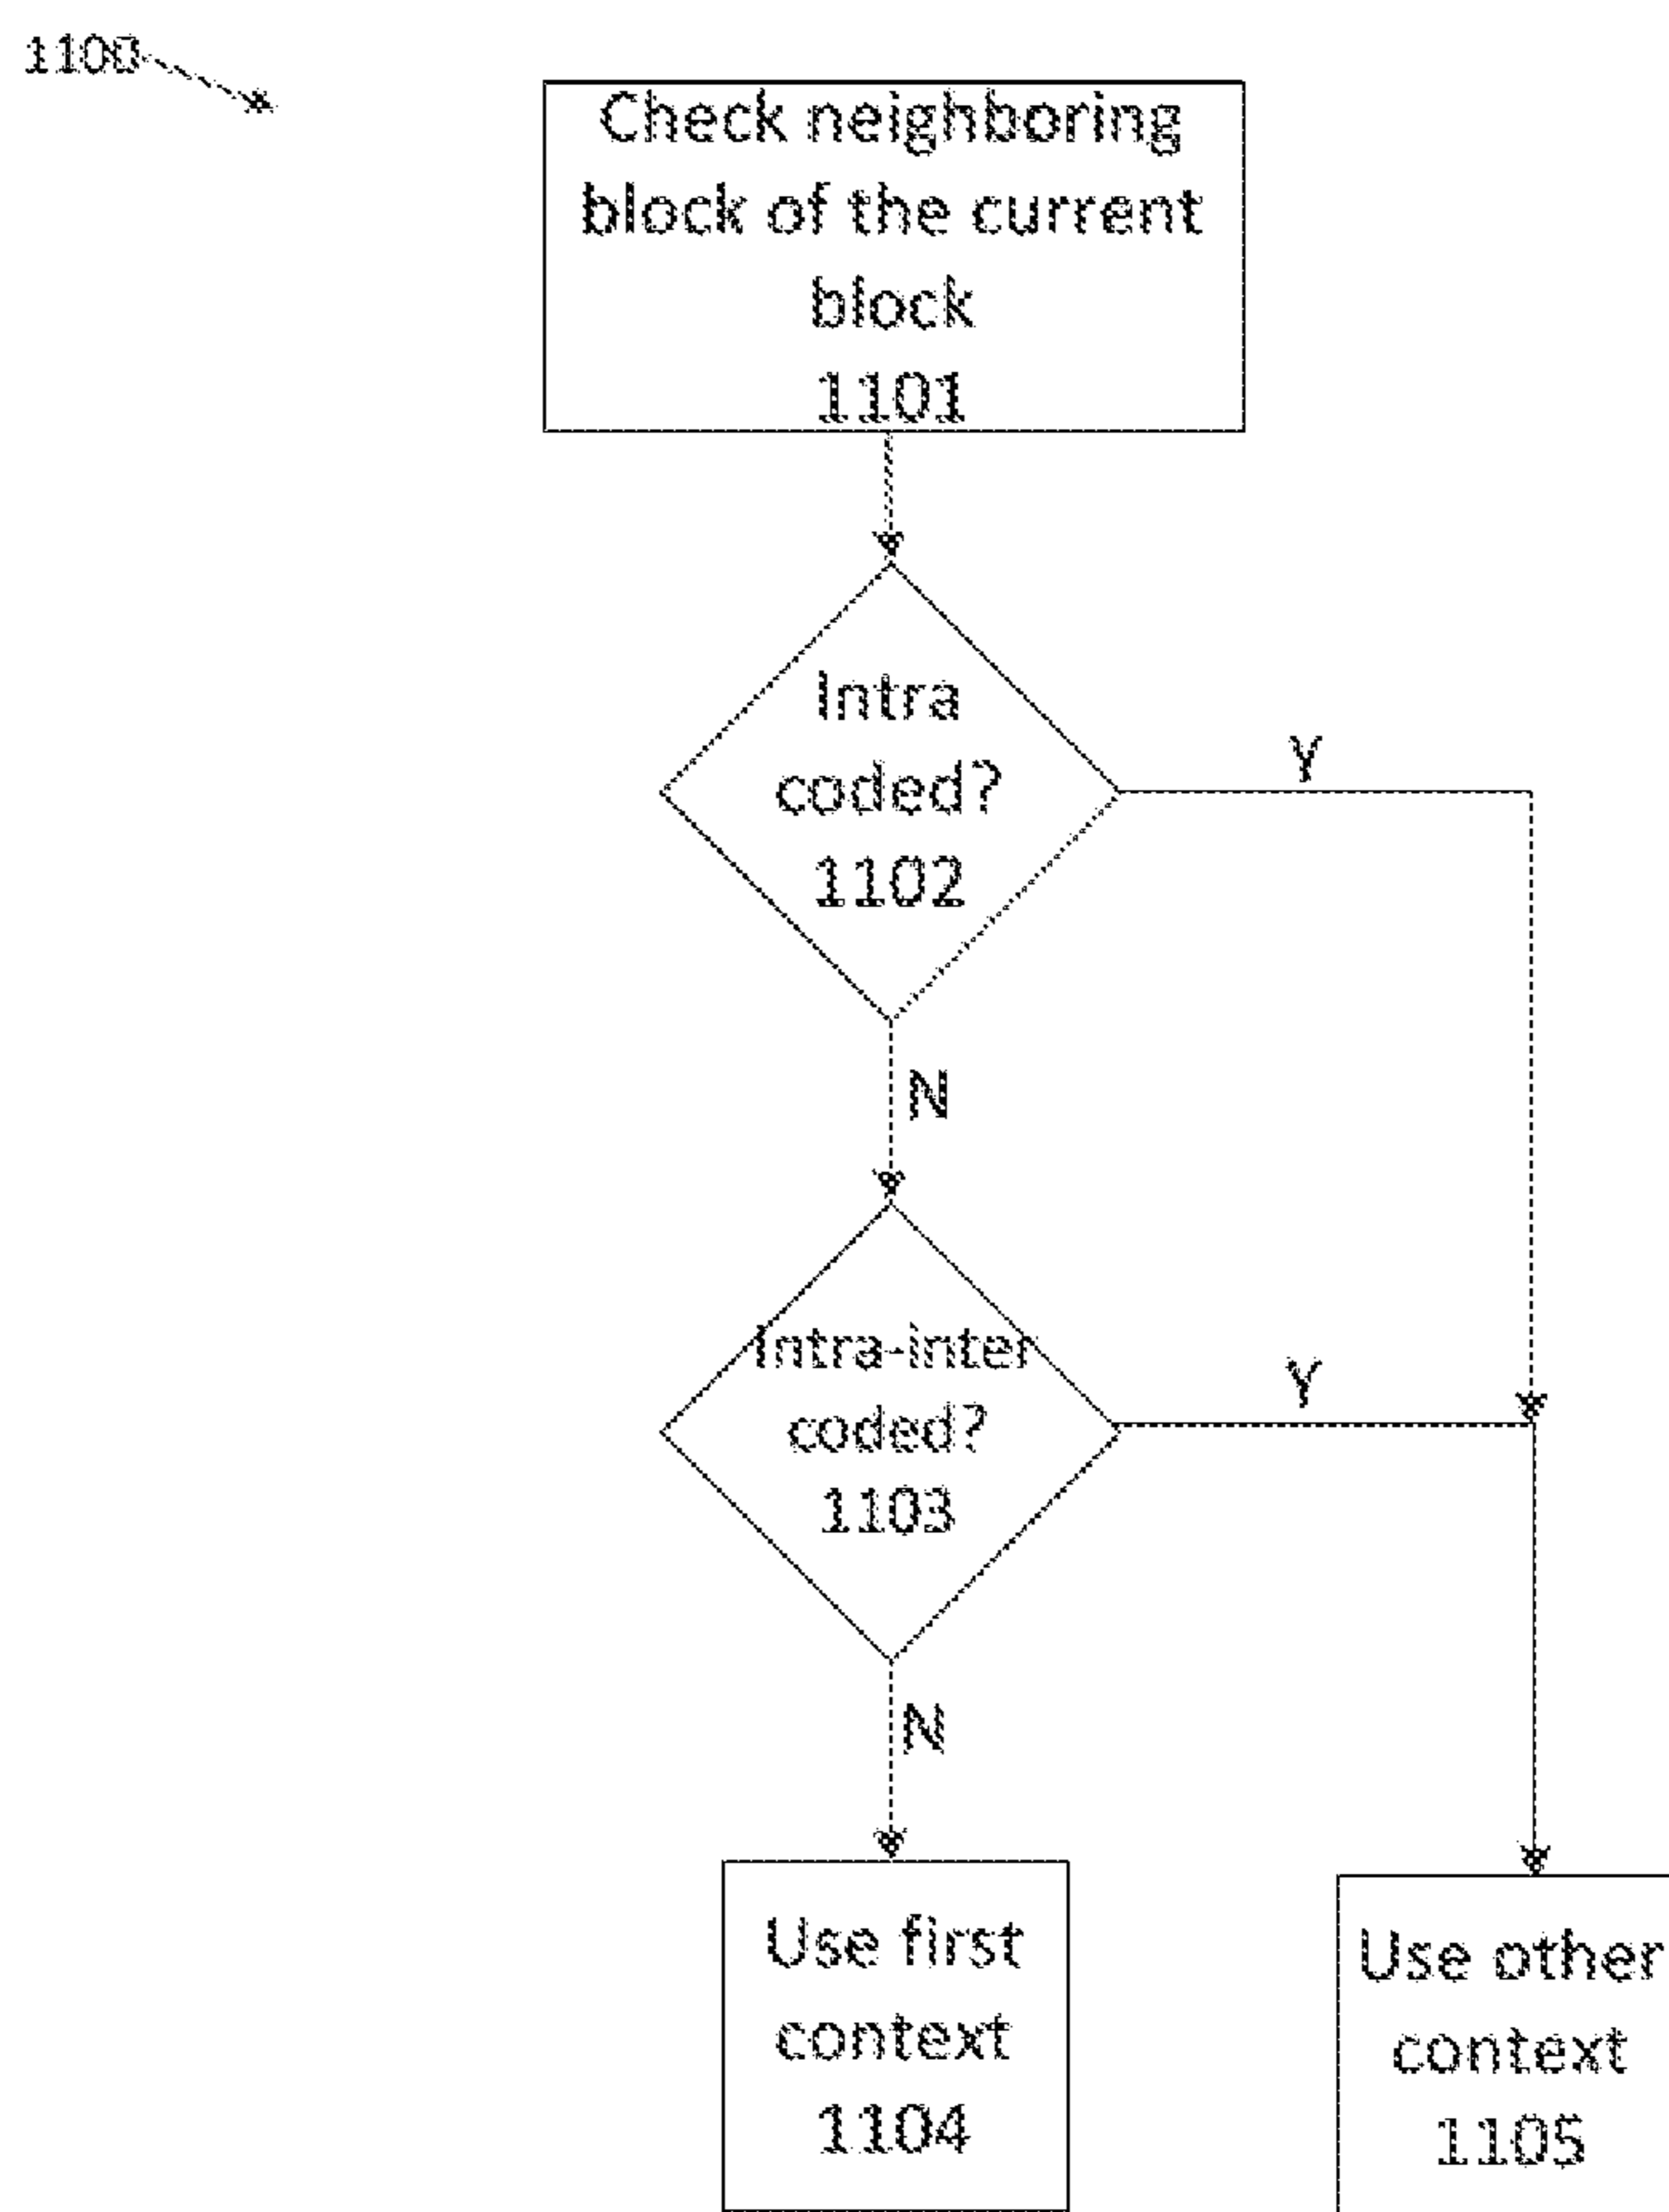 1100
Check neighboring
block of the current
block
1101
Intra
coded?
1102
Y
N
Intra-inter
coded?
1103
Y
N
Use first
context
1104
Use other
context
1105